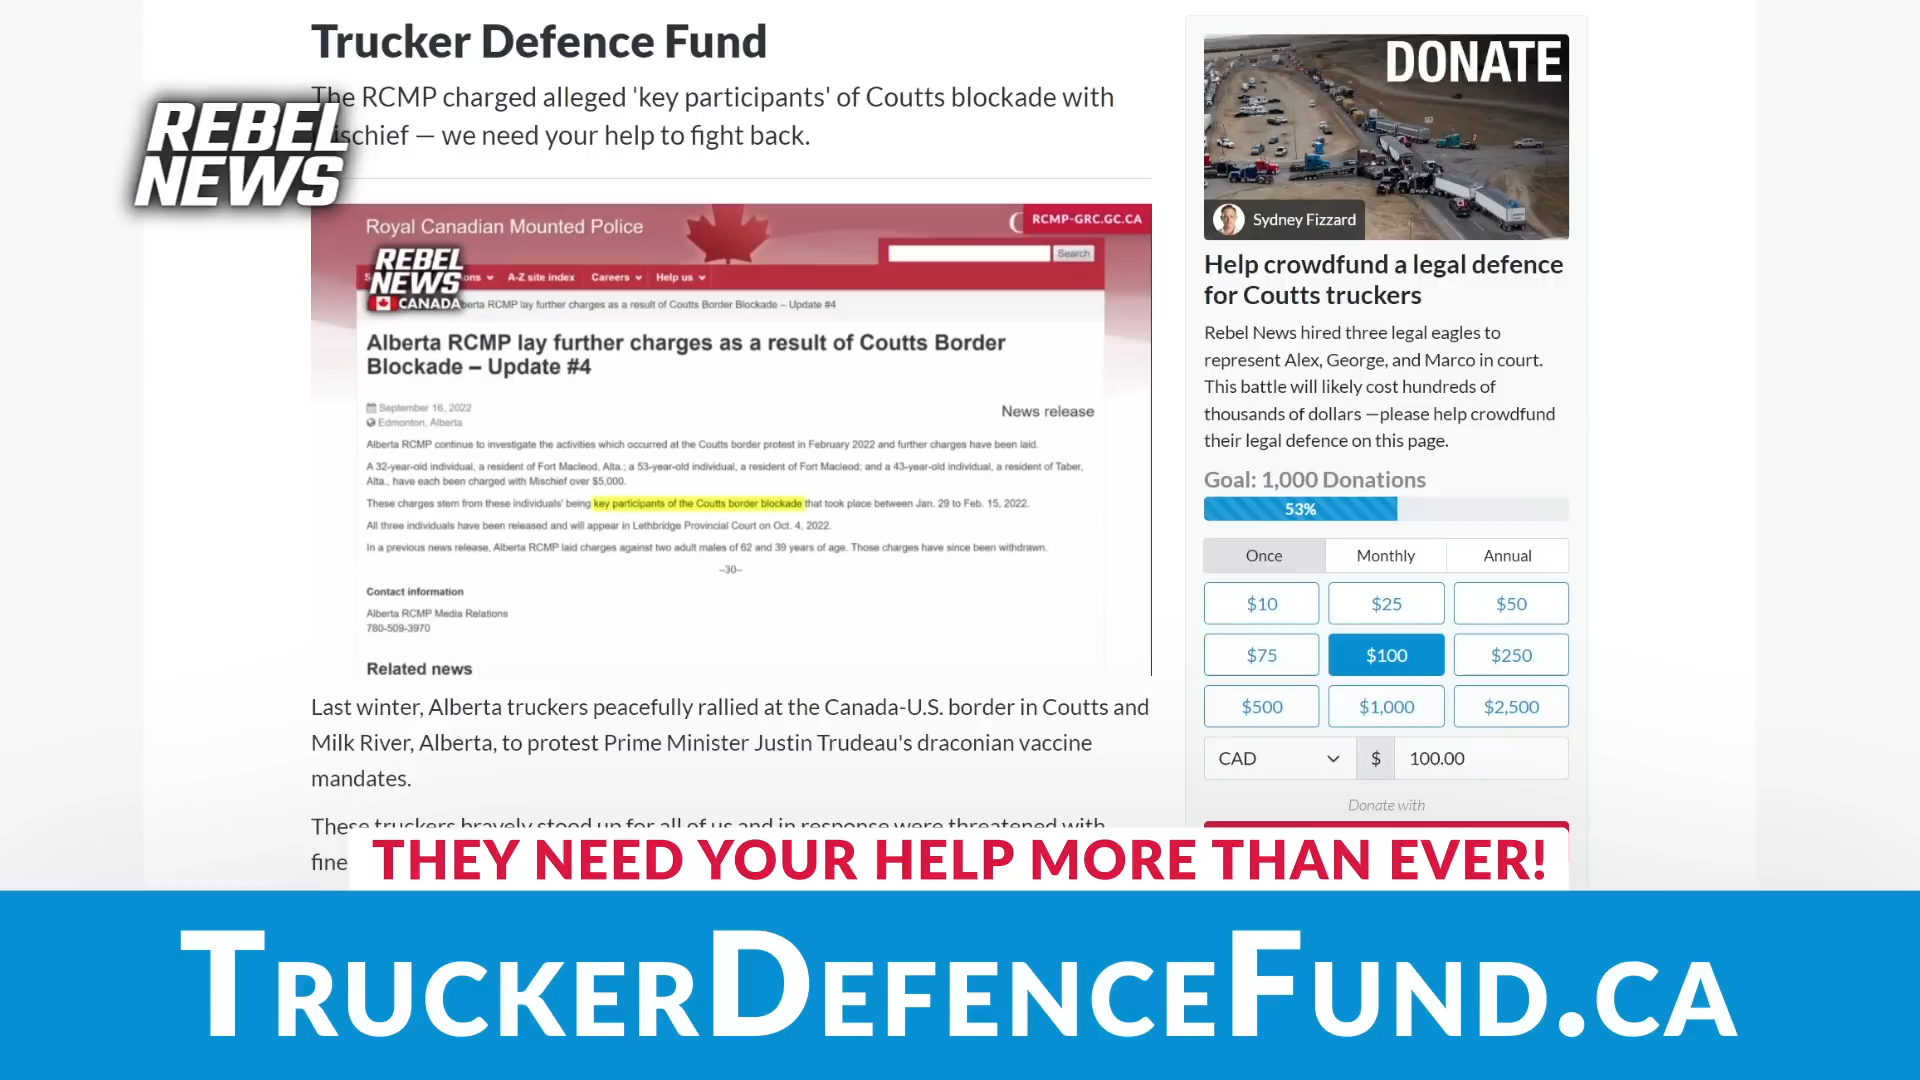 Trucker Defence Fund
The RCMP charged alleged 'key participants' of Coutts blockade with
mischief — we need your help to fight back.
REBEL
NEWS
Royal Canadian Mounted Police
RCMP-GRC.GC.CA
Search
REBEL
NEWS
CANADA
A-Z site index
Careers
Help us
RCMP lay further charges as a result of Coutts Border Blockade – Update #4
Alberta RCMP lay further charges as a result of Coutts Border
Blockade – Update #4
September 16, 2022
Edmonton, Alberta
News release
Alberta RCMP continue to investigate the activities which occurred at the Coutts border protest in February 2022 and further charges have been laid.
A 32-year-old individual, a resident of Fort Macleod, Alta.; a 53-year-old individual, a resident of Fort Macleod; and a 43-year-old individual, a resident of Taber,
Alta., have each been charged with Mischief over $5,000.
These charges stem from these individuals' being key participants of the Coutts border blockade that took place between Jan. 29 to Feb. 15, 2022.
All three individuals have been released and will appear in Lethbridge Provincial Court on Oct. 4, 2022.
In a previous news release, Alberta RCMP laid charges against two adult males of 62 and 39 years of age. Those charges have since been withdrawn.
–30–
Contact information
Alberta RCMP Media Relations
780-509-3970
Related news
Last winter, Alberta truckers peacefully rallied at the Canada-U.S. border in Coutts and
Milk River, Alberta, to protest Prime Minister Justin Trudeau's draconian vaccine
mandates.
These truckers bravely stood up for all of us and in response were threatened with
fine
DONATE
Sydney Fizzard
Help crowdfund a legal defence
for Coutts truckers
Rebel News hired three legal eagles to
represent Alex, George, and Marco in court.
This battle will likely cost hundreds of
thousands of dollars —please help crowdfund
their legal defence on this page.
Goal: 1,000 Donations
53%
Once Monthly Annual
$10 $25 $50
$75 $100 $250
$500 $1,000 $2,500
CAD $ 100.00
Donate with
THEY NEED YOUR HELP MORE THAN EVER!
TRUCKERDEFENCEFUND.CA